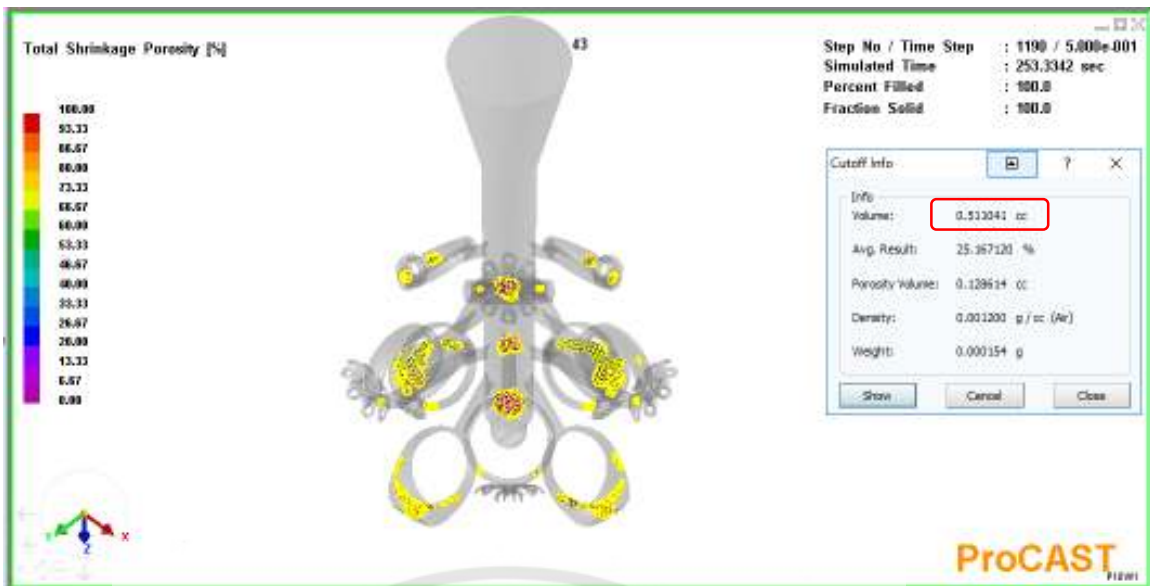 Total Shrinkage Porosity [%]
43
Step No / Time Step : 1190 / 5.000e-001
Simulated Time : 253.3342 sec
Percent Filled : 100.0
Fraction Solid : 100.0
100.00
93.33
86.67
80.00
73.33
66.67
60.00
53.33
46.67
40.00
33.33
26.67
20.00
13.33
6.67
0.00
Cutoff Info ? ×
Info
Volume: 0.511041 cc
Avg. Result: 25.167120 %
Porosity Volume: 0.128614 cc
Density: 0.001200 g/cc (Air)
Weight: 0.000154 g
Show Cancel Close
X
Z
ProCAST